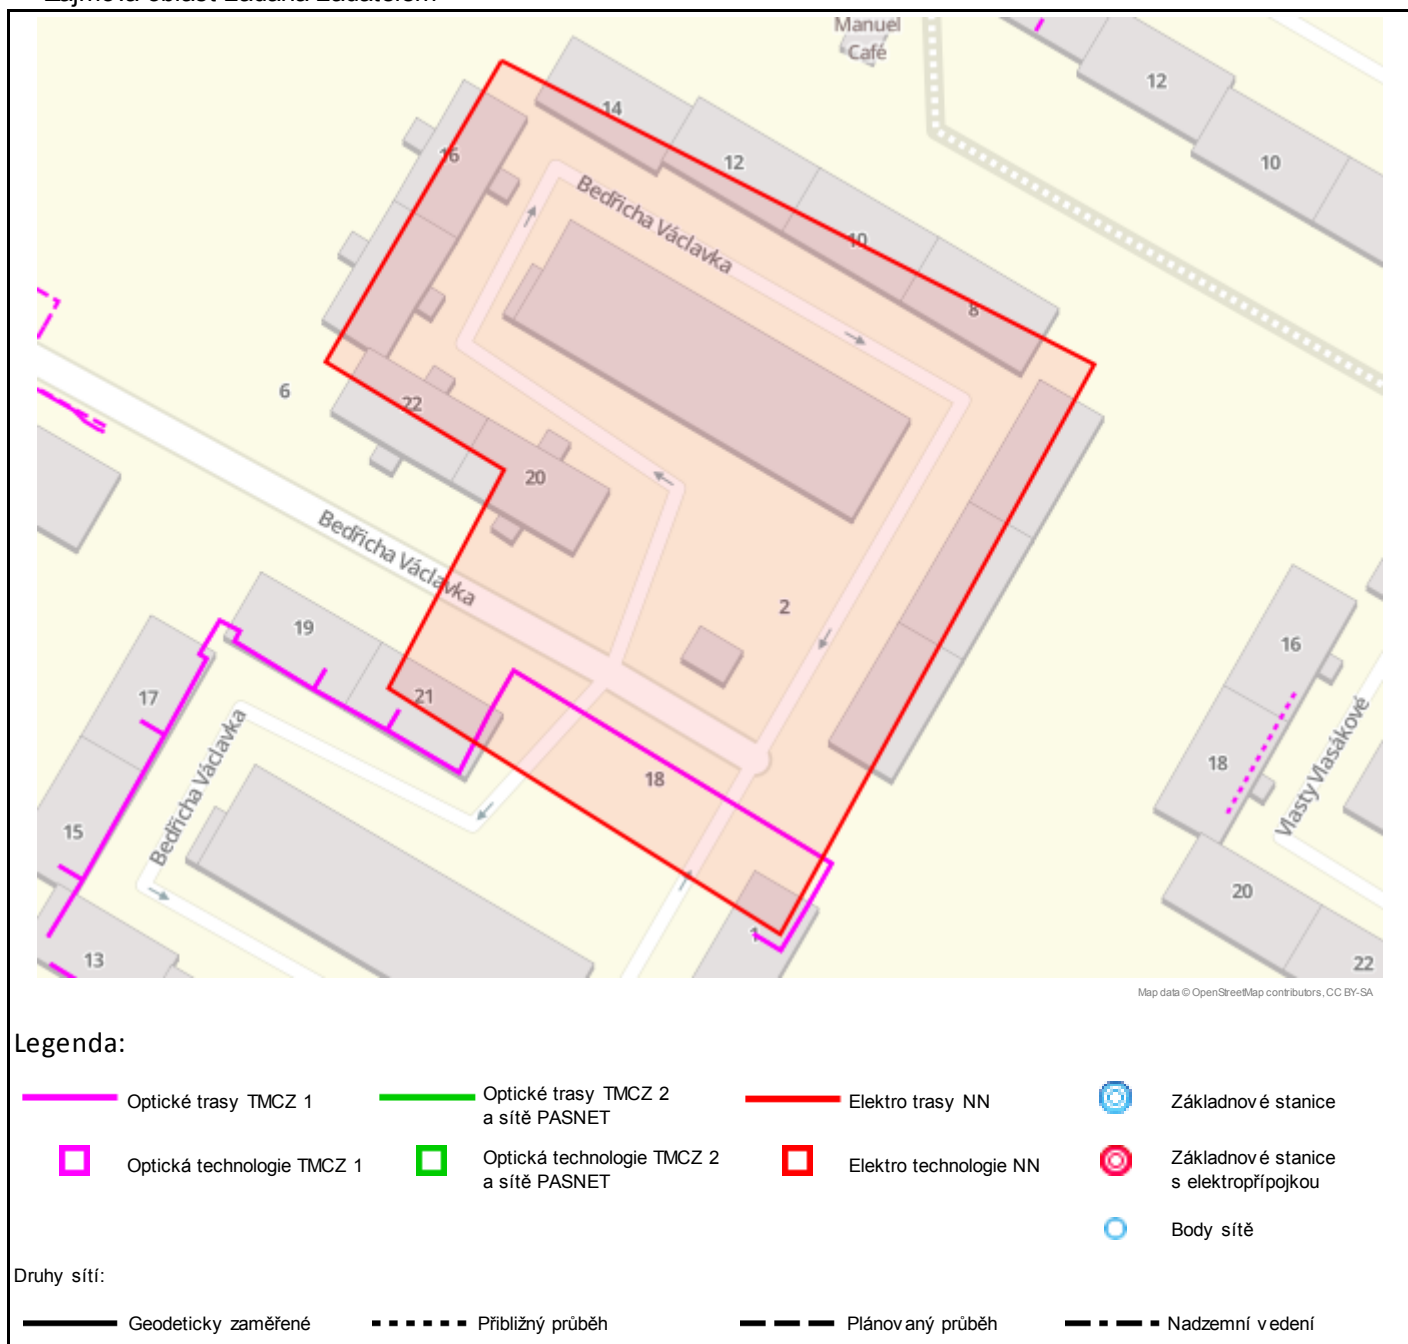 Zájmová oblast zadaná žadatelem
Manuel
Café
12
10
14
12
10
8
16
Bedřicha Václavka
22
20
6
Bedřicha Václavka
2
19
21
17
15
13
Bedřicha Václavka
18
1
16
18
20
22
Vlasty Vlasákové
Map data © OpenStreetMap contributors, CC BY-SA
Legenda:
Optické trasy TMCZ 1
Optické trasy TMCZ 2
a sítě PASNET
Elektro trasy NN
Základnové stanice
Optická technologie TMCZ 1
Optická technologie TMCZ 2
a sítě PASNET
Elektro technologie NN
Základnové stanice
s elektropřípojkou
Body sítě
Druhy sítí:
Geodeticky zaměřené
Přibližný průběh
Plánovaný průběh
Nadzemní vedení